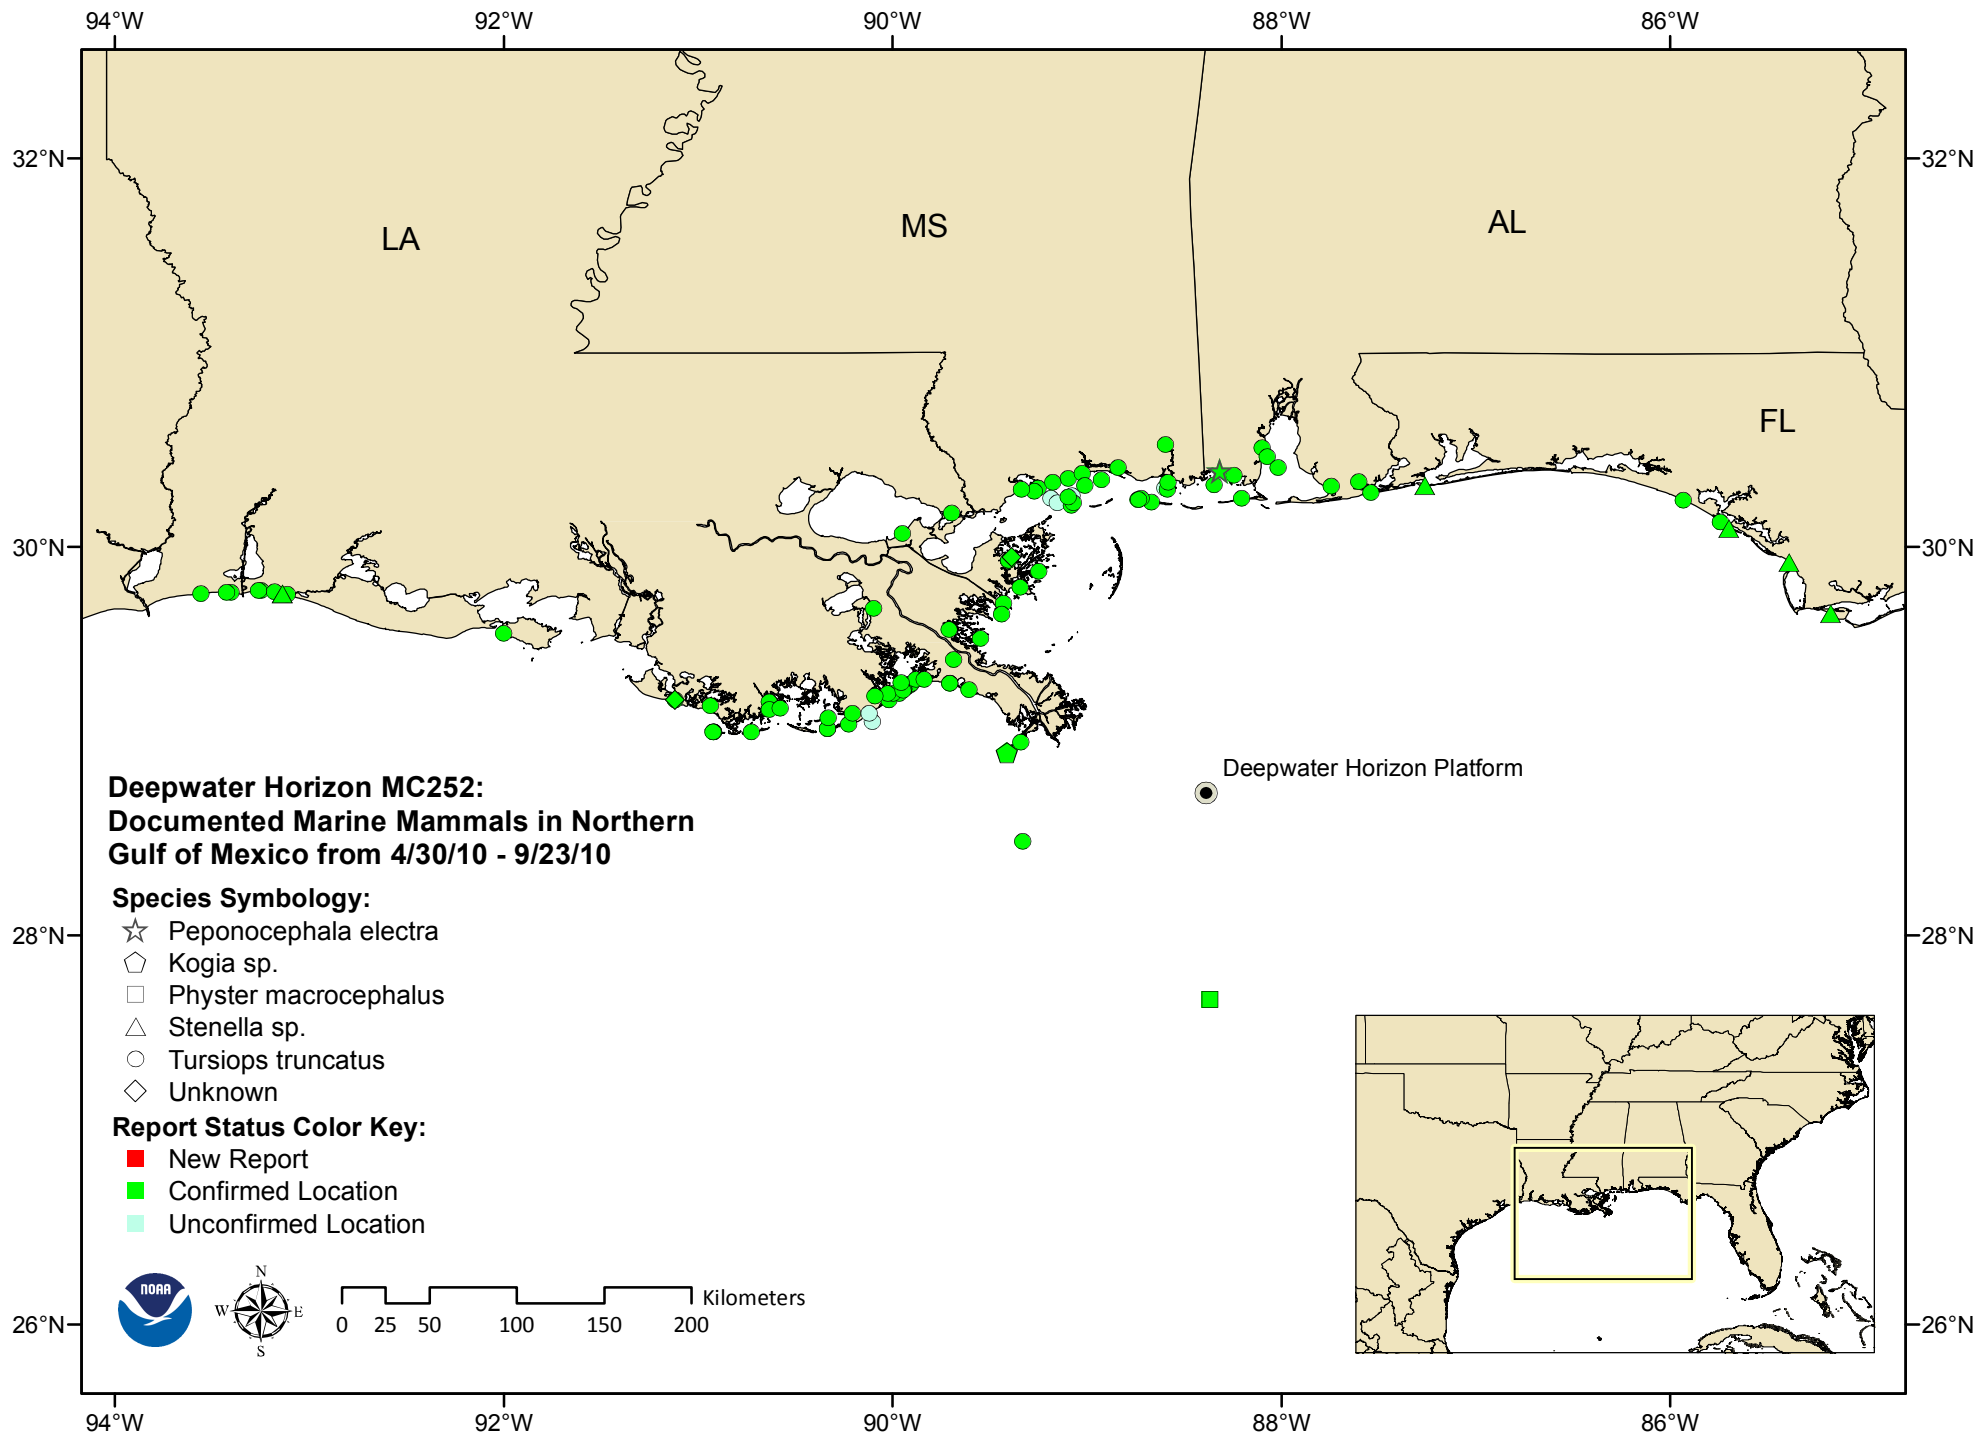 94°W 92°W 90°W 88°W 86°W
32°N 32°N
LA MS AL
FL
30°N 30°N
Deepwater Horizon Platform
Deepwater Horizon MC252:
Documented Marine Mammals in Northern
Gulf of Mexico from 4/30/10 - 9/23/10
Species Symbology:
28°N 28°N
Peponocephala electra
Kogia sp.
Physter macrocephalus
Stenella sp.
Tursiops truncatus
Unknown
Report Status Color Key:
New Report
Confirmed Location
Unconfirmed Location
NOAA
N
W E
S
Kilometers
0 25 50 100 150 200
26°N 26°N
94°W 92°W 90°W 88°W 86°W